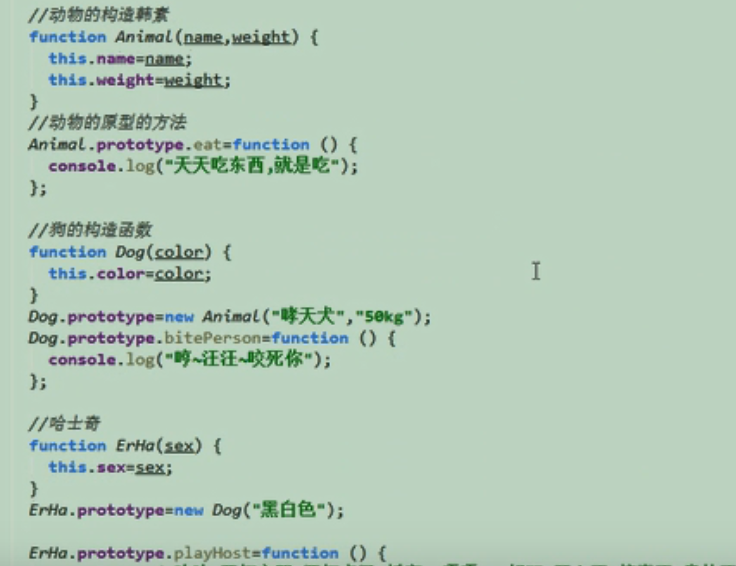 //动物的构造韩素
function Animal(name,weight) {
this.name=name;
this.weight=weight;
}
//动物的原型的方法
Animal.prototype.eat=function () {
console.log("天天吃东西,就是吃");
};
//狗的构造函数
function Dog(color) {
this.color=color;
}
Dog.prototype=new Animal("哮天犬","50kg");
Dog.prototype.bitePerson=function () {
console.log("哼~汪汪~咬死你");
};
//哈士奇
function ErHa(sex) {
this.sex=sex;
}
ErHa.prototype=new Dog("黑白色");
ErHa.prototype.playHost=function () {